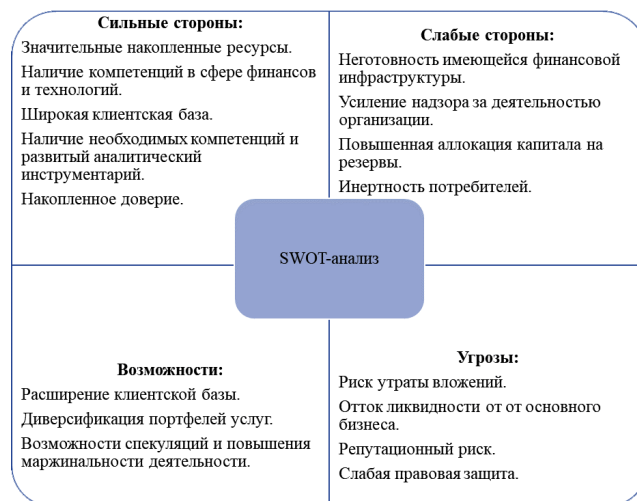 Сильные стороны:
Значительные накопленные ресурсы.
Наличие компетенций в сфере финансов
и технологий.
Широкая клиентская база.
Наличие необходимых компетенций и
развитый аналитический
инструментарий.
Накопленное доверие.
Слабые стороны:
Неготовность имеющейся финансовой
инфраструктуры.
Усиление надзора за деятельностью
организации.
Повышенная аллокация капитала на
резервы.
Инертность потребителей.
SWOT-анализ
Возможности:
Расширение клиентской базы.
Диверсификация портфелей услуг.
Возможности спекуляций и повышения
маржинальности деятельности.
Угрозы:
Риск утраты вложений.
Отток ликвидности от от основного
бизнеса.
Репутационный риск.
Слабая правовая защита.